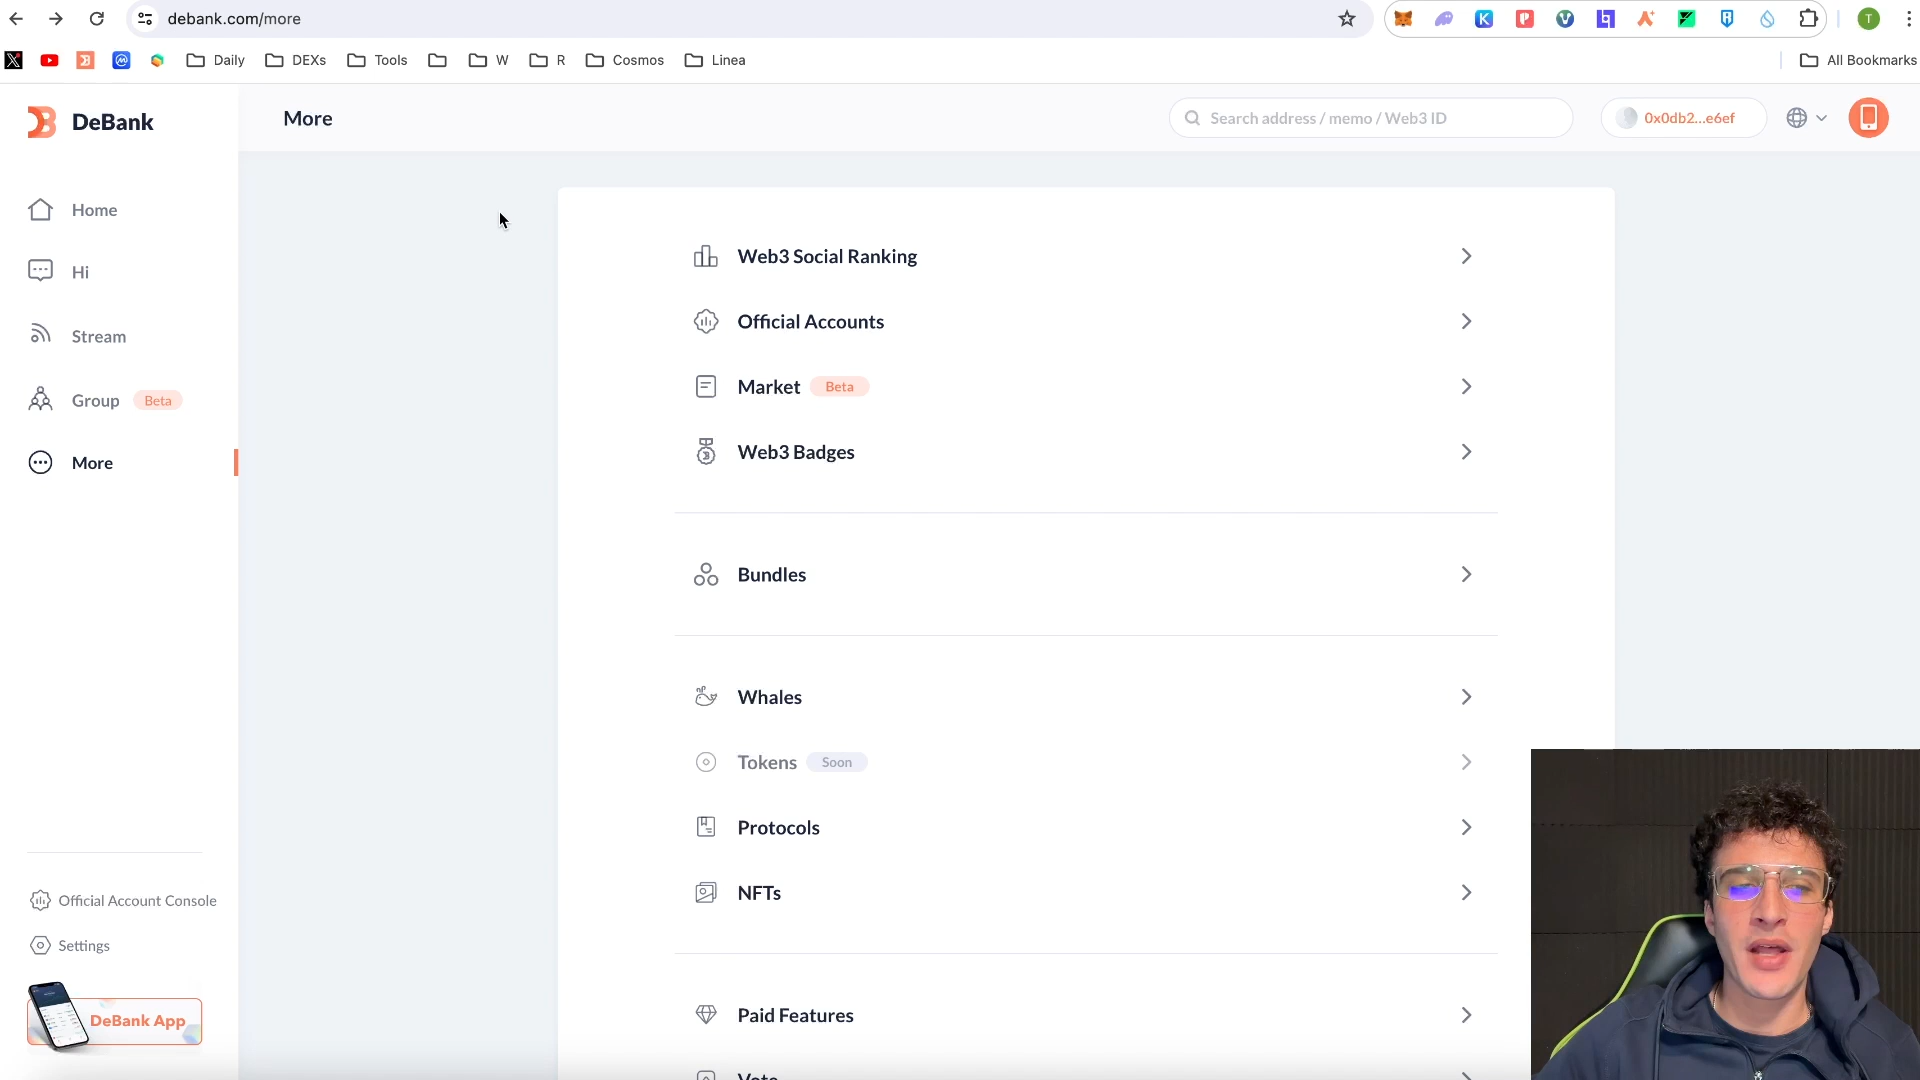 debank.com/more
Daily
DEXs
Tools
W
R
Cosmos
Linea
All Bookmarks
T
DeBank
More
Search address / memo / Web3 ID
0x0db2...e6ef
Home
Hi
Stream
Group Beta
More
Web3 Social Ranking
Official Accounts
Market Beta
Web3 Badges
Bundles
Whales
Tokens Soon
Protocols
NFTs
Paid Features
Vote
Official Account Console
Settings
DeBank App